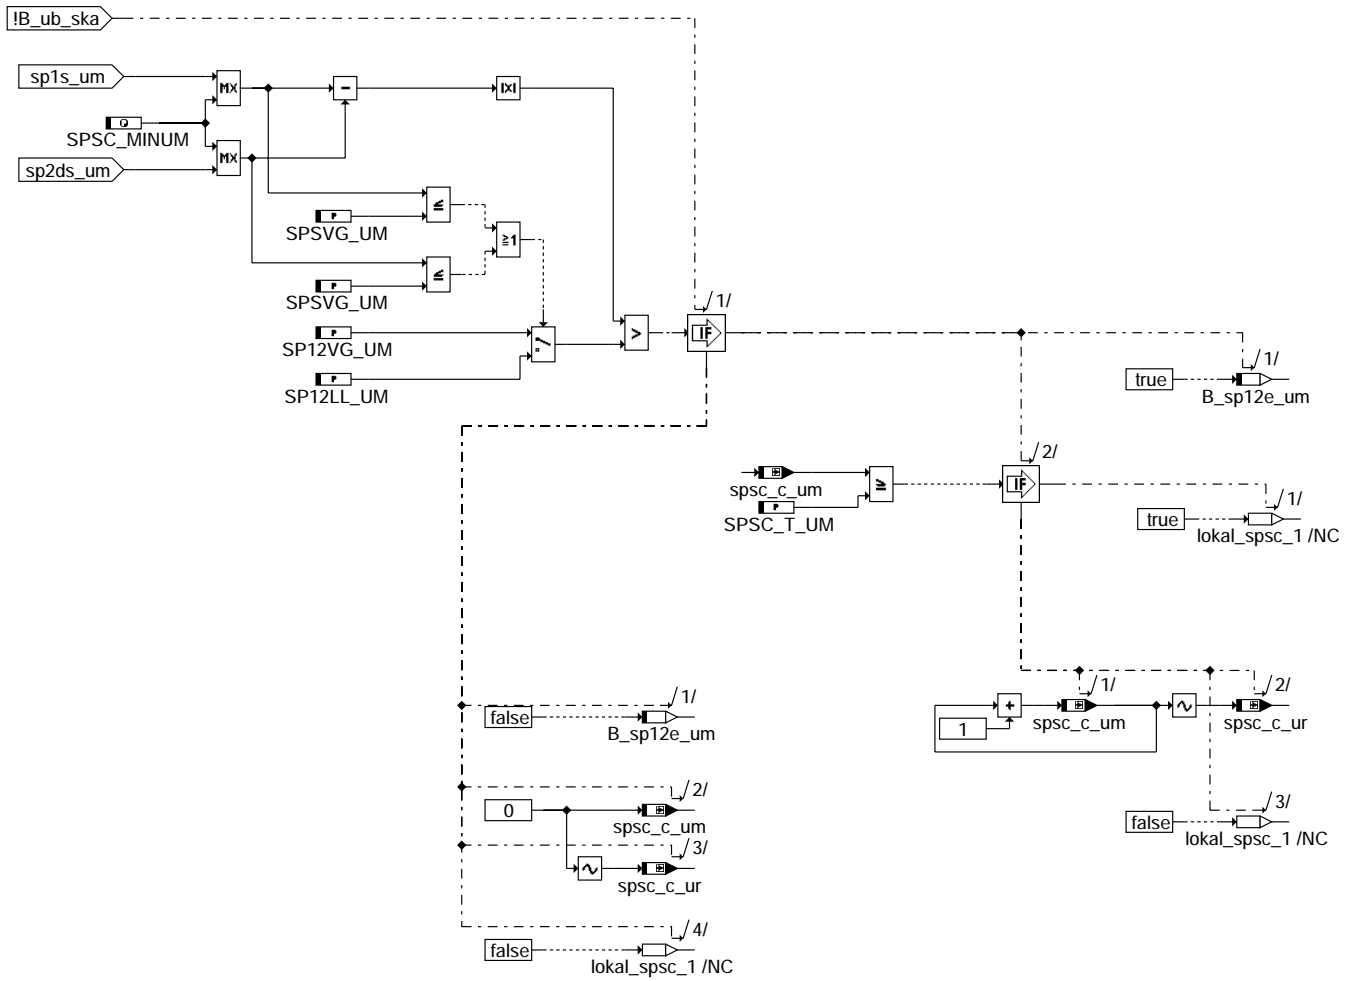 !B_ub_ska
sp1s_um
MX
-
|X|
SPSC_MINUM
MX
sp2ds_um
P
≤
SPSVG_UM
≥1
P
≤
SPSVG_UM
/1/
P
SP12VG_UM
>
IF
P
SP12LL_UM
/1/
true
B_sp12e_um
/2/
spsc_c_um
≥
IF
P
SPSC_T_UM
/1/
true
lokal_spsc_1 /NC
/1/
false
B_sp12e_um
/1/
/2/
+
1
spsc_c_um
spsc_c_ur
/2/
0
spsc_c_um
/3/
false
lokal_spsc_1 /NC
/3/
spsc_c_ur
/4/
false
lokal_spsc_1 /NC